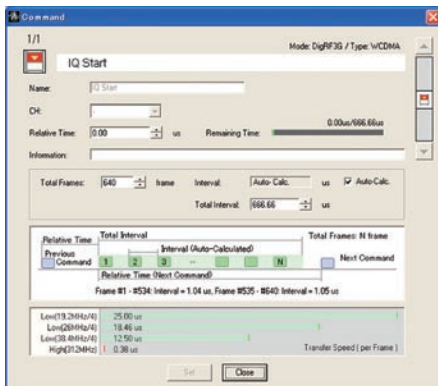 Command
1/1
Mode: DigRF3G / Type: WCDMA
IQ Start
Name: IQ Start
CH: -
Relative Time: 0.00 us Remaining Time: 0.00us/666.66us
Information:
Total Frames: 640 frame Interval: Auto- Calc. us Auto-Calc.
Total Interval: 666.66 us
Relative Time Total Interval Total Frames: N frame
Interval (Auto-Calculated)
Previous Command 1 2 3 -- N Next Command
Relative Time (Next Command)
Frame #1 - #534: Interval = 1.04 us, Frame #535 - #640: Interval = 1.05 us
Low(19.2MHz/4) 25.00 us
Low(26MHz/4) 18.46 us
Low(38.4MHz/4) 12.50 us
High(312MHz) 0.38 us Transfer Speed ( per Frame )
Set Close